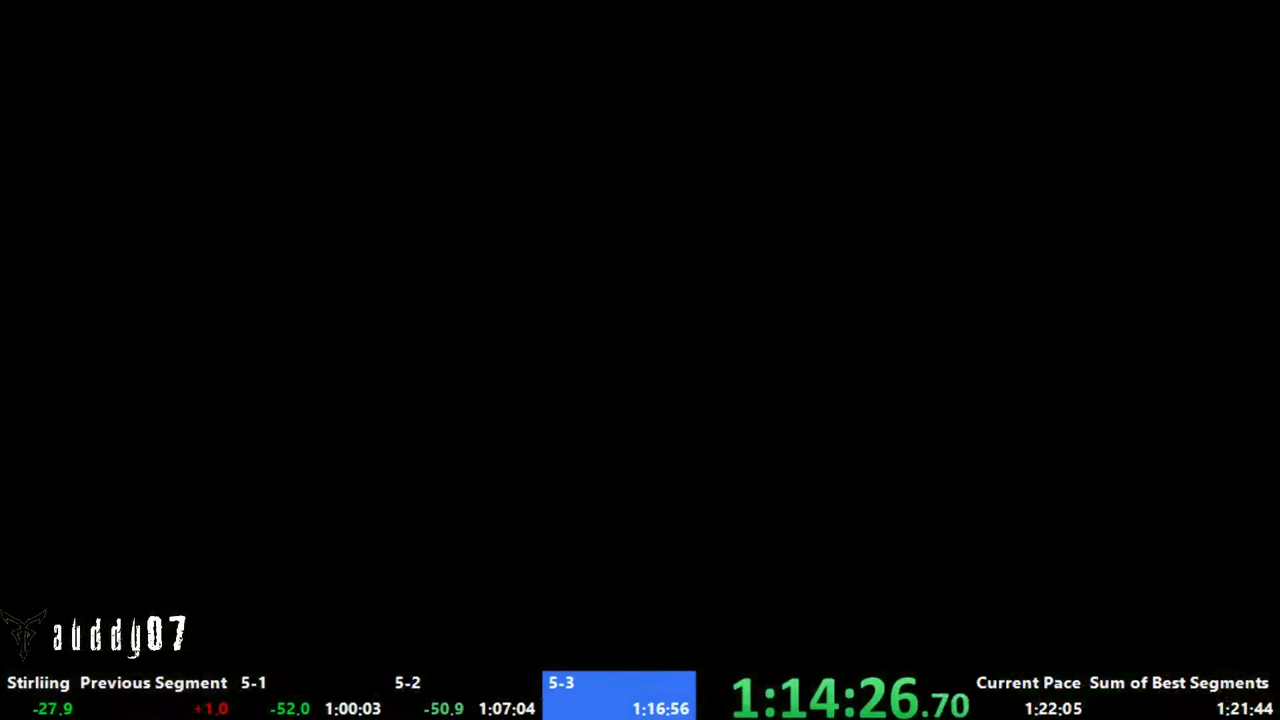 auddy07
Stirliing Previous Segment 5-1 5-2 5-3 1:14:26.70 Current Pace Sum of Best Segments
-27,9 +1,0 -52,0 1:00:03 -50,9 1:07:04 1:16:56 1:22:05 1:21:44